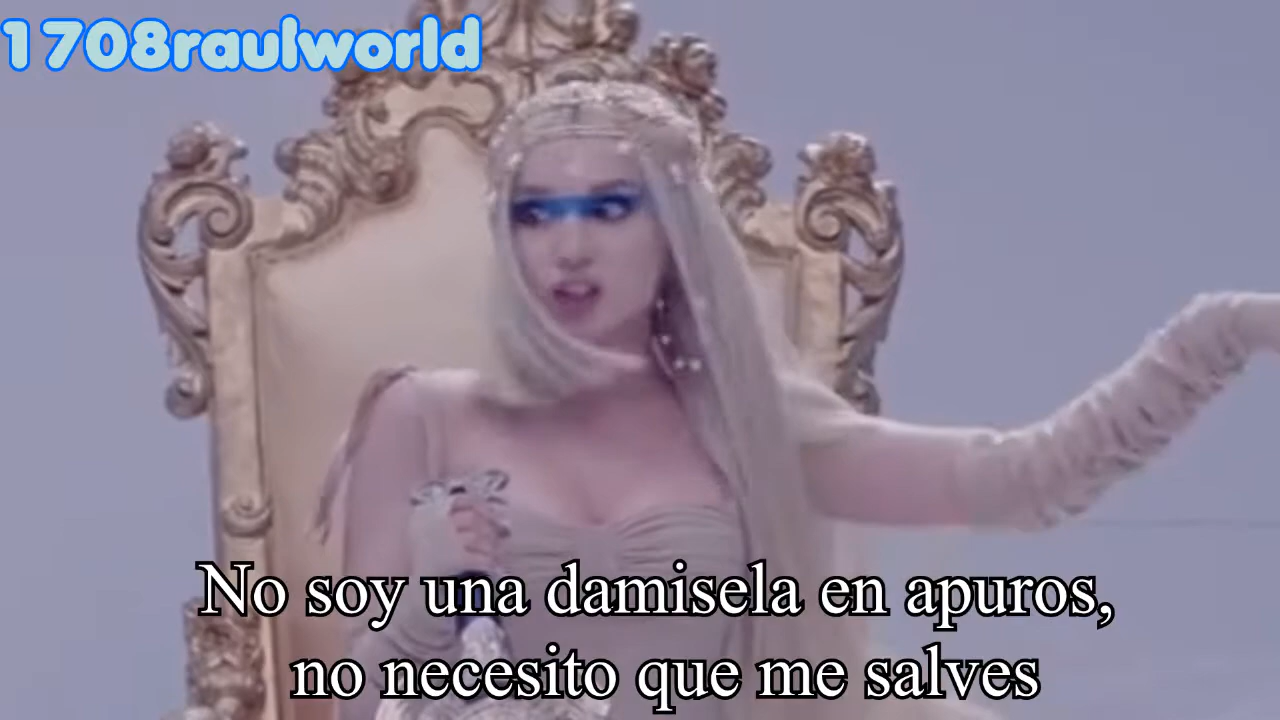 1708raulworld
No soy una damisela en apuros,
no necesito que me salves